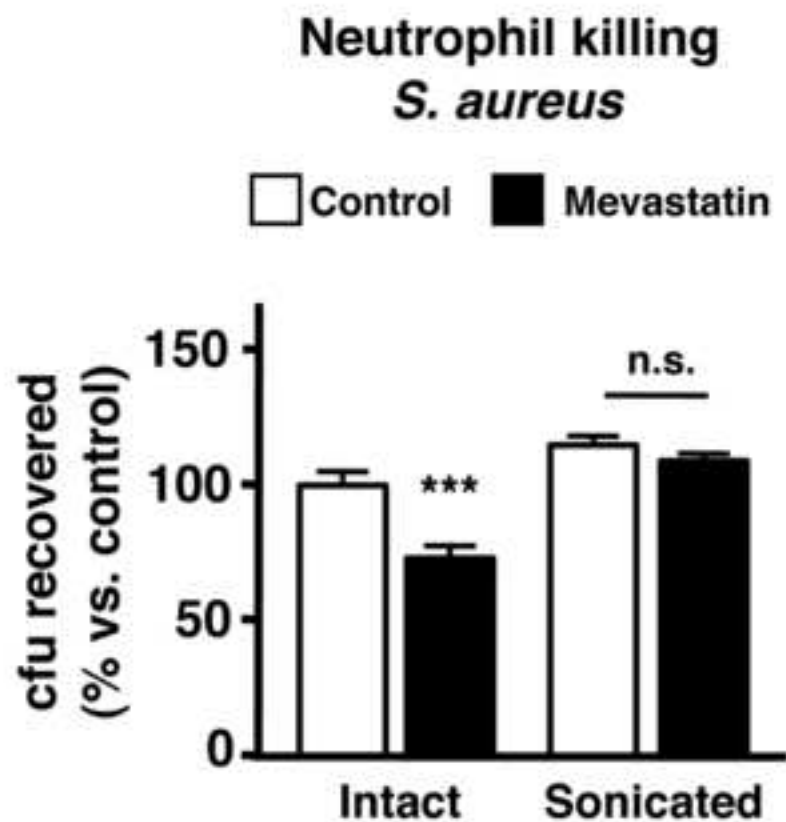 Neutrophil killing
S. aureus
Control Mevastatin
cfu recovered
(% vs. control)
150
100
50
0
***
n.s.
Intact Sonicated